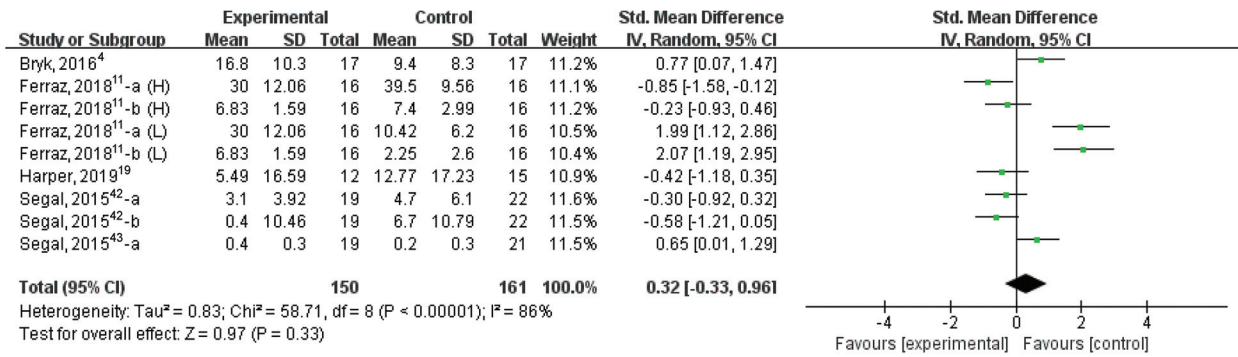 Experimental Control Std. Mean Difference Std. Mean Difference
Study or Subgroup Mean SD Total Mean SD Total Weight IV, Random, 95% CI IV, Random, 95% CI
Bryk, 2016⁴ 16.8 10.3 17 9.4 8.3 17 11.2% 0.77 [0.07, 1.47]
Ferraz, 2018¹¹-a (H) 30 12.06 16 39.5 9.56 16 11.1% -0.85 [-1.58, -0.12]
Ferraz, 2018¹¹-b (H) 6.83 1.59 16 7.4 2.99 16 11.2% -0.23 [-0.93, 0.46]
Ferraz, 2018¹¹-a (L) 30 12.06 16 10.42 6.2 16 10.5% 1.99 [1.12, 2.86]
Ferraz, 2018¹¹-b (L) 6.83 1.59 16 2.25 2.6 16 10.4% 2.07 [1.19, 2.95]
Harper, 2019¹⁹ 5.49 16.59 12 12.77 17.23 15 10.9% -0.42 [-1.18, 0.35]
Segal, 2015⁴²-a 3.1 3.92 19 4.7 6.1 22 11.5% -0.30 [-0.92, 0.32]
Segal, 2015⁴²-b 0.4 10.46 19 6.7 10.79 22 11.5% -0.58 [-1.21, 0.05]
Segal, 2015⁴³-a 0.4 0.3 19 0.2 0.3 21 11.5% 0.65 [0.01, 1.29]
Total (95% CI) 150 161 100.0% 0.32 [-0.33, 0.96]
Heterogeneity: Tau² = 0.83; Chi² = 58.71, df = 8 (P < 0.00001); I² = 86%
Test for overall effect: Z = 0.97 (P = 0.33)
-4 -2 0 2 4
Favours [experimental] Favours [control]